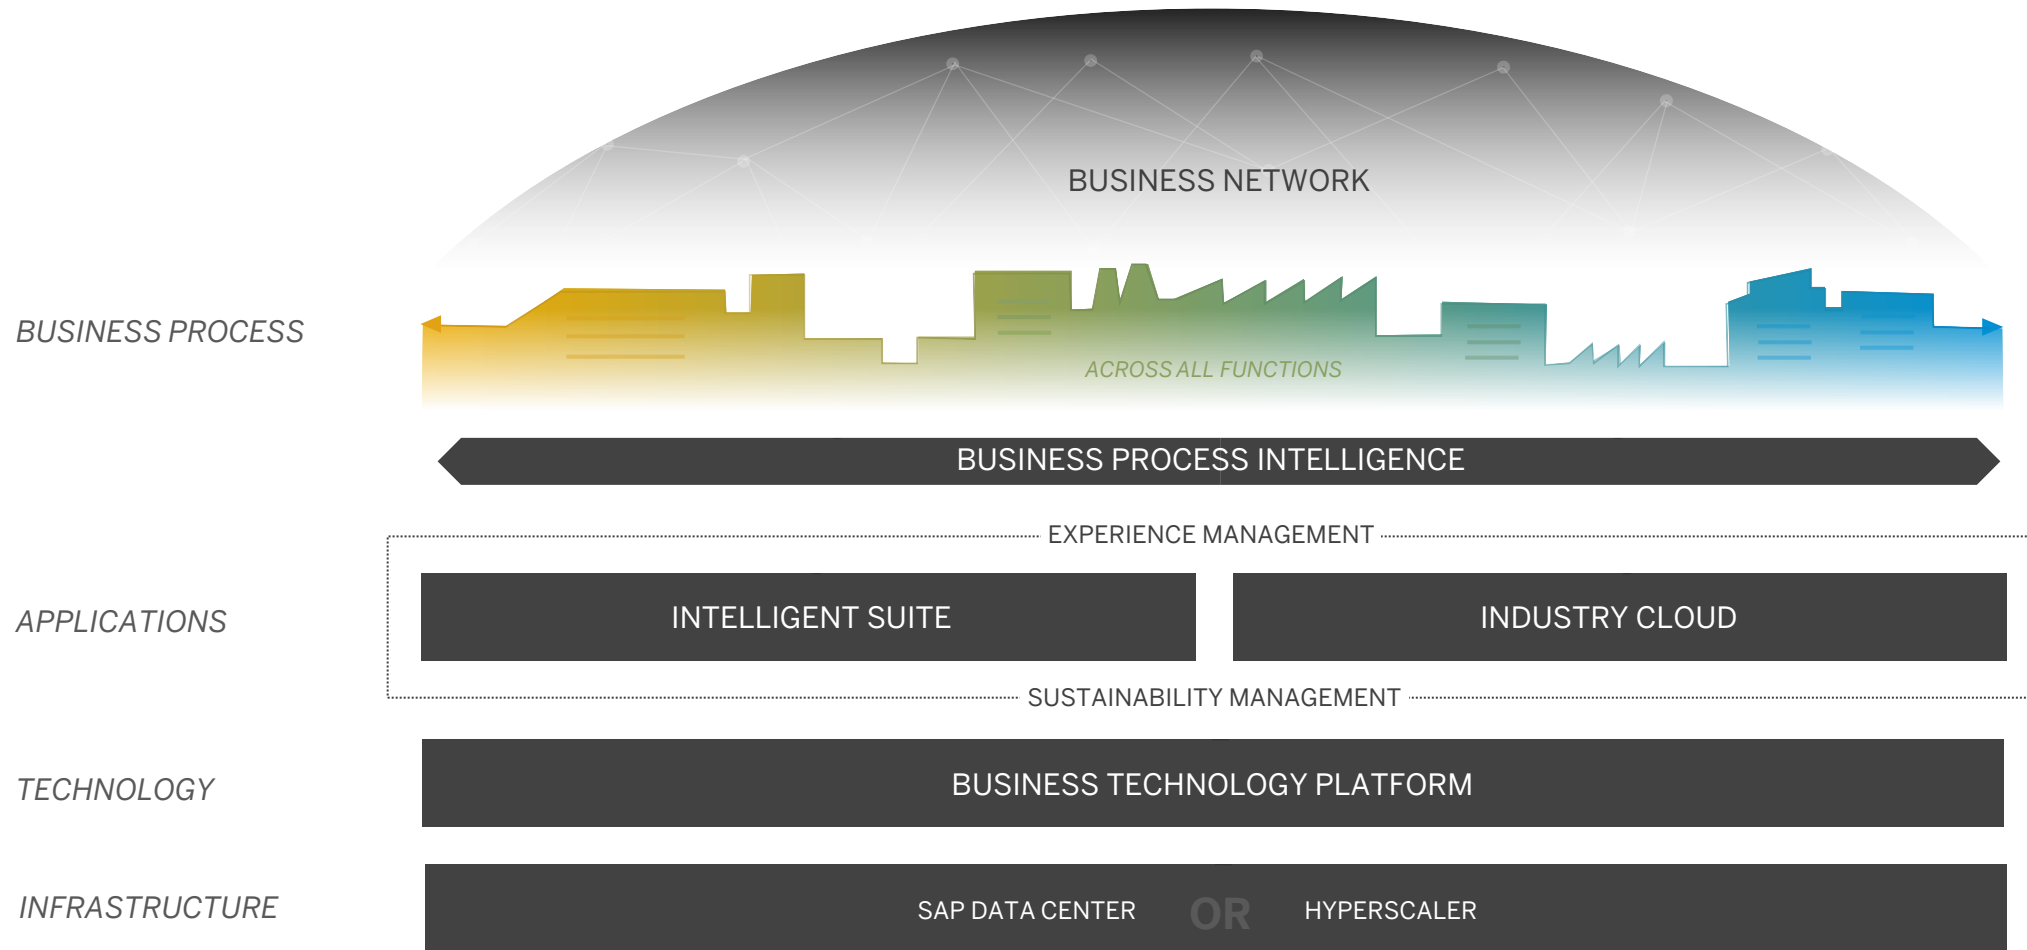 BUSINESS NETWORK
BUSINESS PROCESS
ACROSS ALL FUNCTIONS
BUSINESS PROCESS INTELLIGENCE
EXPERIENCE MANAGEMENT
APPLICATIONS
INTELLIGENT SUITE
INDUSTRY CLOUD
SUSTAINABILITY MANAGEMENT
TECHNOLOGY
BUSINESS TECHNOLOGY PLATFORM
INFRASTRUCTURE
SAP DATA CENTER OR HYPERSCALER